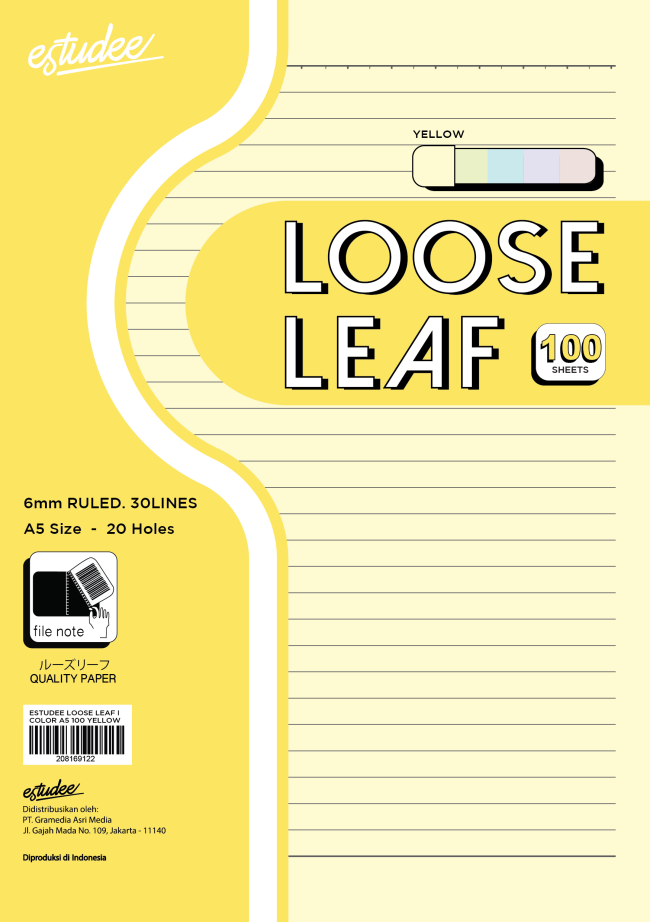 estudee
YELLOW
LOOSE
LEAF
100
SHEETS
6mm RULED. 30LINES
A5 Size - 20 Holes
file note
ルーズリーフ
QUALITY PAPER
ESTUDEE LOOSE LEAF I
COLOR A5 100 YELLOW
208169122
estudee
Didistribusikan oleh:
PT. Gramedia Asri Media
Jl. Gajah Mada No. 109, Jakarta - 11140
Diproduksi di Indonesia